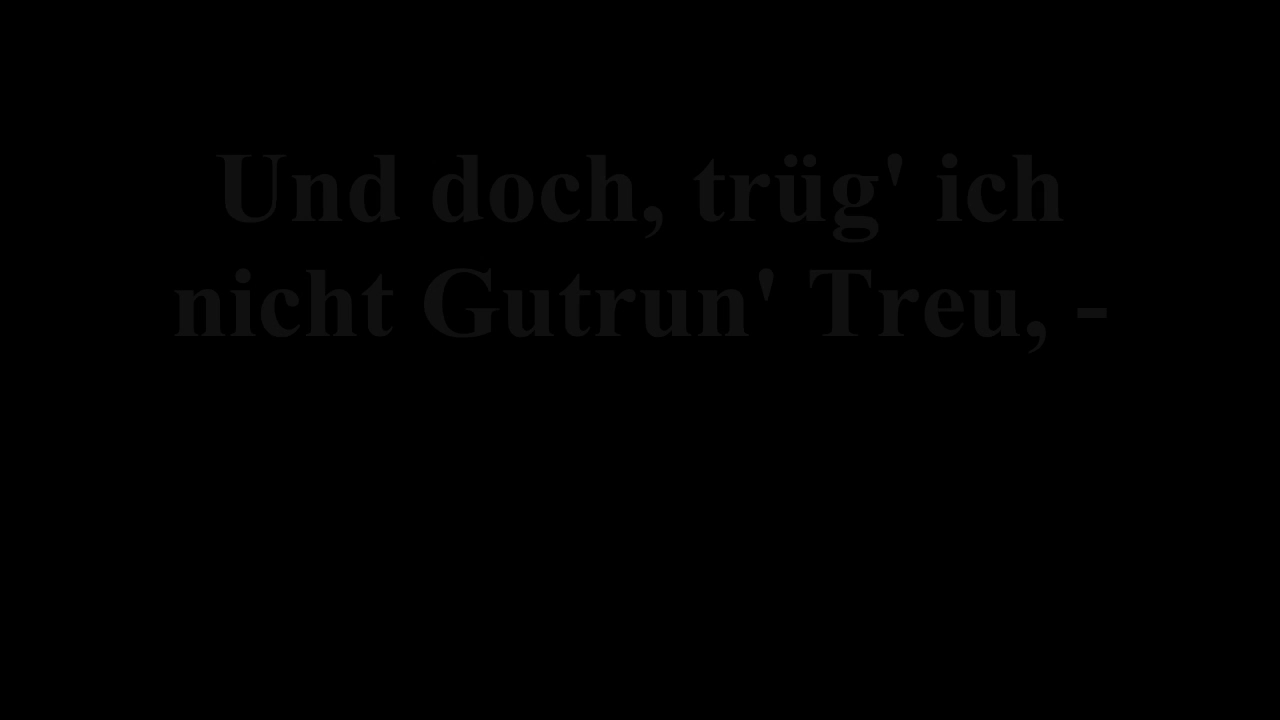 Und doch, trüg' ich
nicht Gutrun' Treu, -